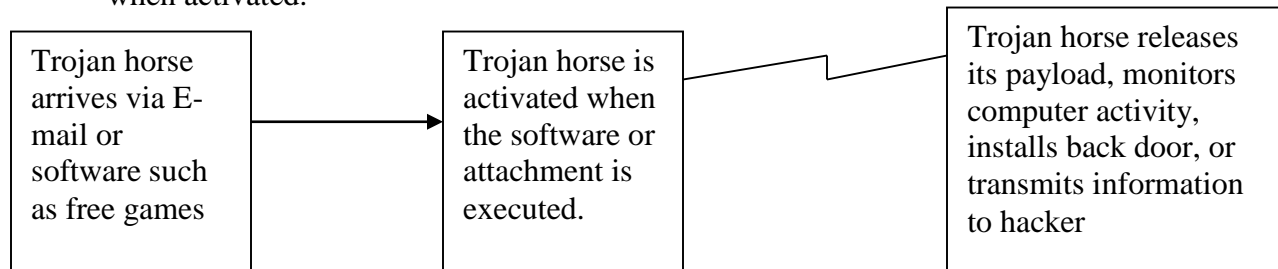 when activated.
Trojan horse
arrives via E-
mail or
software such
as free games
Trojan horse is
activated when
the software or
attachment is
executed.
Trojan horse releases
its payload, monitors
computer activity,
installs back door, or
transmits information
to hacker